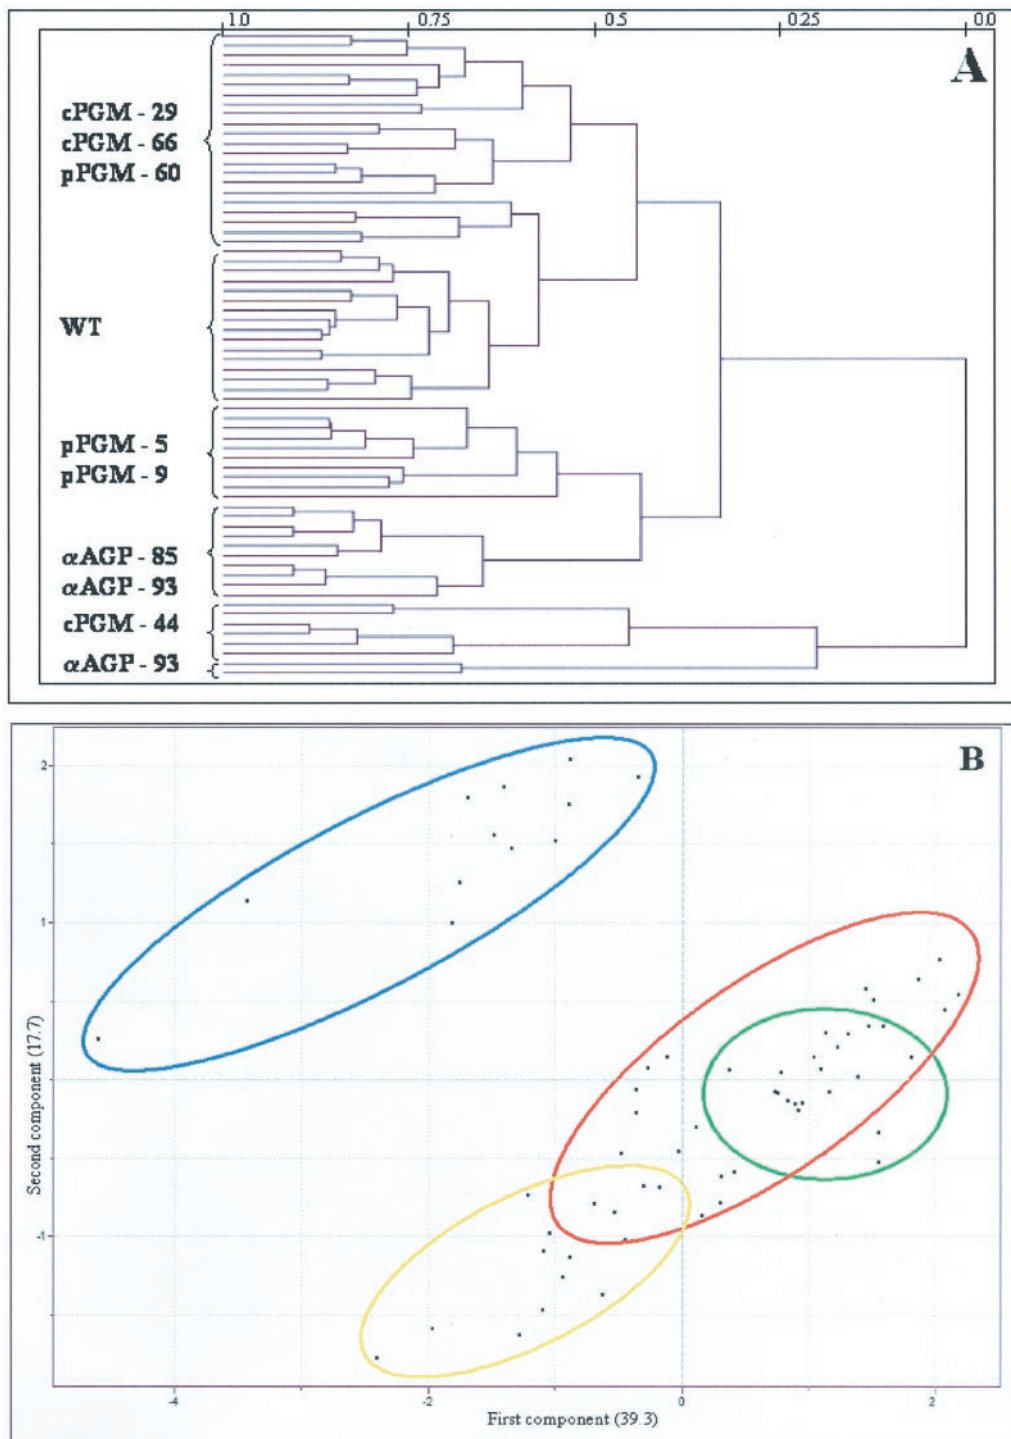 1.0 0.75 0.5 0.25 0.0
A
cPGM - 29
cPGM - 66
pPGM - 60
WT
pPGM - 5
pPGM - 9
αAGP - 85
αAGP - 93
cPGM - 44
αAGP - 93
B
2
1
-1
Second component (17.7)
-4 -2 0 2
First component (39.3)